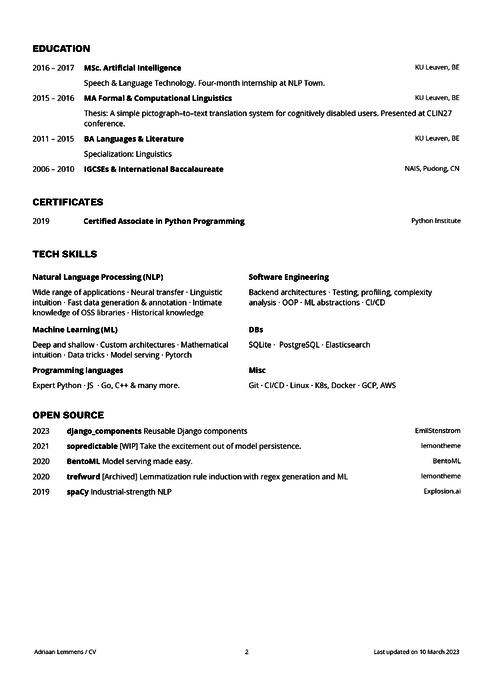 EDUCATION
2016 – 2017 MSc. Artificial Intelligence KU Leuven, BE
Speech & Language Technology. Four-month internship at NLP Town.
2015 – 2016 MA Formal & Computational Linguistics KU Leuven, BE
Thesis: A simple pictograph-to-text translation system for cognitively disabled users. Presented at CLIN27
conference.
2011 – 2015 BA Languages & Literature KU Leuven, BE
Specialization: Linguistics
2006 – 2010 IGCSEs & International Baccalaureate NAIS, Pudong, CN
CERTIFICATES
2019 Certified Associate in Python Programming Python Institute
TECH SKILLS
Natural Language Processing (NLP)
Wide range of applications · Neural transfer · Linguistic
intuition · Fast data generation & annotation · Intimate
knowledge of OSS libraries · Historical knowledge
Software Engineering
Backend architectures · Testing, profiling, complexity
analysis · OOP · ML abstractions · CI/CD
Machine Learning (ML)
Deep and shallow · Custom architectures · Mathematical
intuition · Data tricks · Model serving · Pytorch
DBs
SQLite · PostgreSQL · Elasticsearch
Programming languages
Expert Python · JS · Go, C++ & many more.
Misc
Git · CI/CD · Linux · K8s, Docker · GCP, AWS
OPEN SOURCE
2023 django_components Reusable Django components EmilStenstrom
2021 sopredictable [WIP] Take the excitement out of model persistence. lemontheme
2020 BentoML Model serving made easy. BentoML
2020 trefwurd [Archived] Lemmatization rule induction with regex generation and ML lemontheme
2019 spaCy Industrial-strength NLP Explosion.ai
Adriaan Lemmens / CV 2 Last updated on 10 March 2023